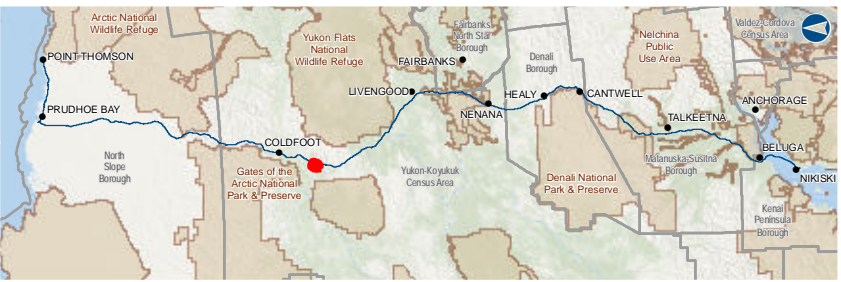 Arctic National
Wildlife Refuge
POINT THOMSON
PRUDHOE BAY
North
Slope
Borough
COLDFOOT
Gates of the
Arctic National
Park & Preserve
Yukon Flats
National
Wildlife Refuge
LIVENGOOD
FAIRBANKS
Fairbanks
North Star
Borough
NENANA
Yukon-Koyukuk
Census Area
Denali
Borough
HEALY
CANTWELL
Denali National
Park & Preserve
Nelchina
Public
Use Area
TALKEETNA
Matanuska-Susitna
Borough
Valdez-Cordova
Census Area
ANCHORAGE
BELUGA
NIKISKI
Kenai
Peninsula
Borough